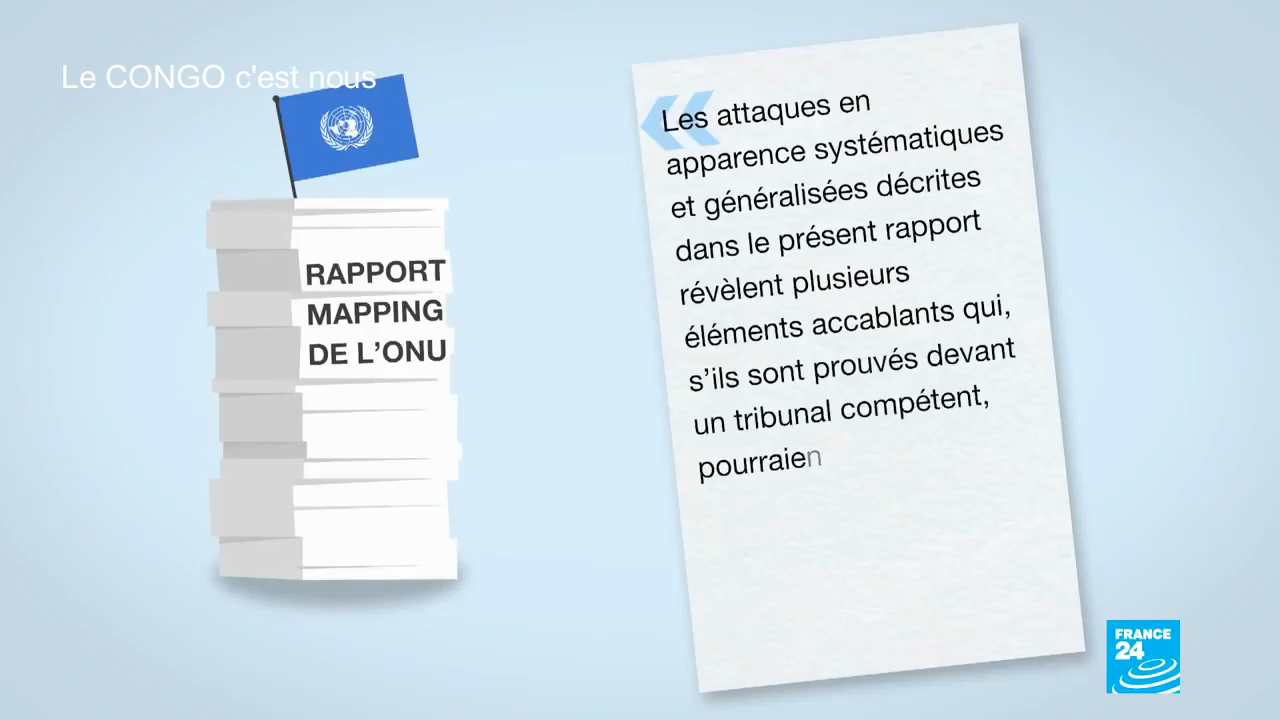 Le CONGO c'est nous
RAPPORT
MAPPING
DE L’ONU
« Les attaques en
apparence systématiques
et généralisées décrites
dans le présent rapport
révèlent plusieurs
éléments accablants qui,
s’ils sont prouvés devant
un tribunal compétent,
pourraien
FRANCE
24